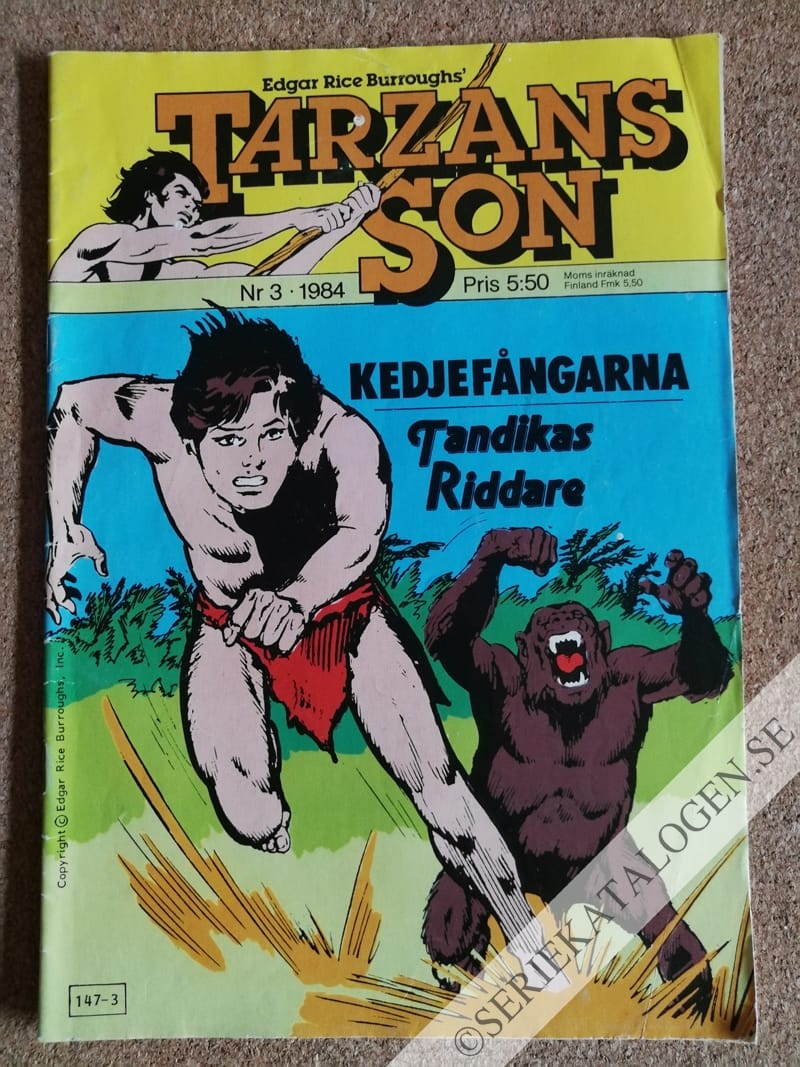 Edgar Rice Burroughs'
TARZANS
SON
Nr 3 · 1984
Pris 5:50
Moms inräknad
Finland Fmk 5,50
KEDJEFÅNGARNA
Tandikas
Riddare
Copyright © Edgar Rice Burroughs, Inc.
147-3
©SERIEKATALOGEN.SE